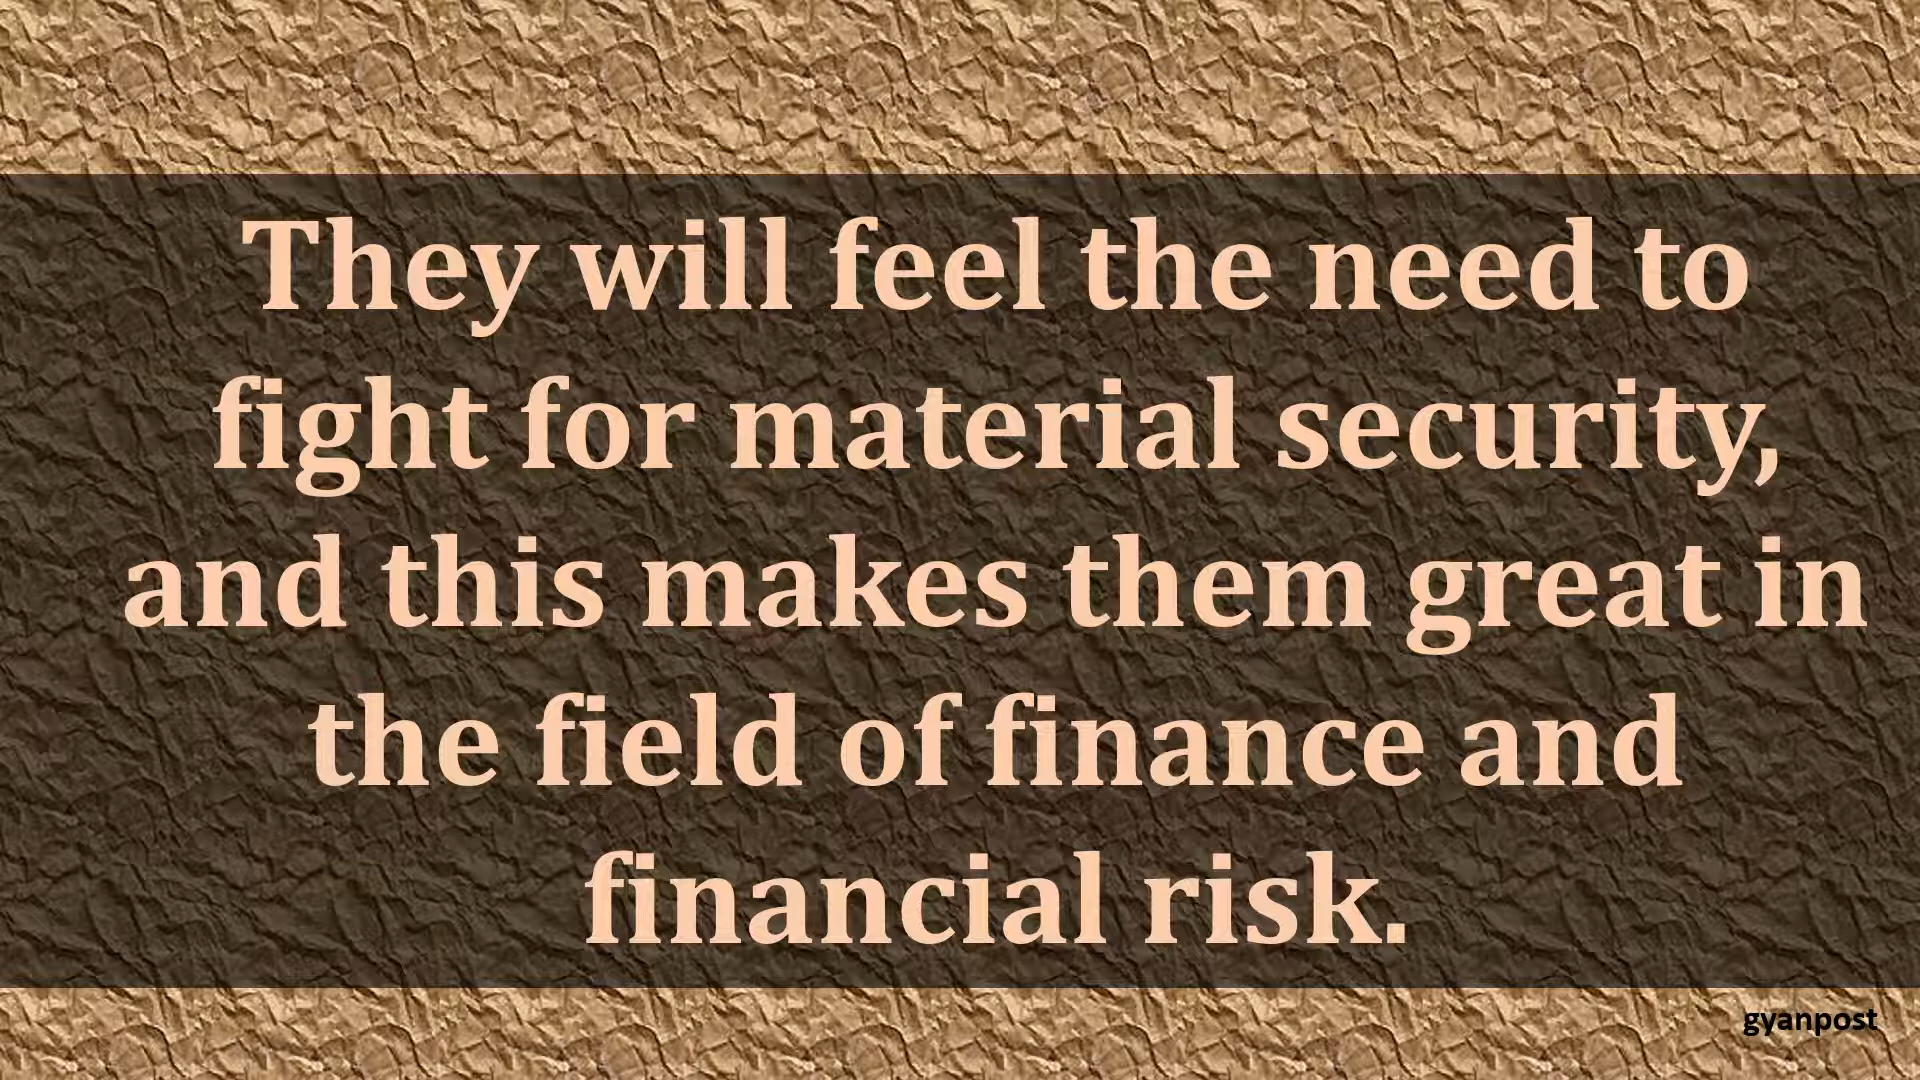 They will feel the need to
fight for material security,
and this makes them great in
the field of finance and
financial risk.
gyanpost